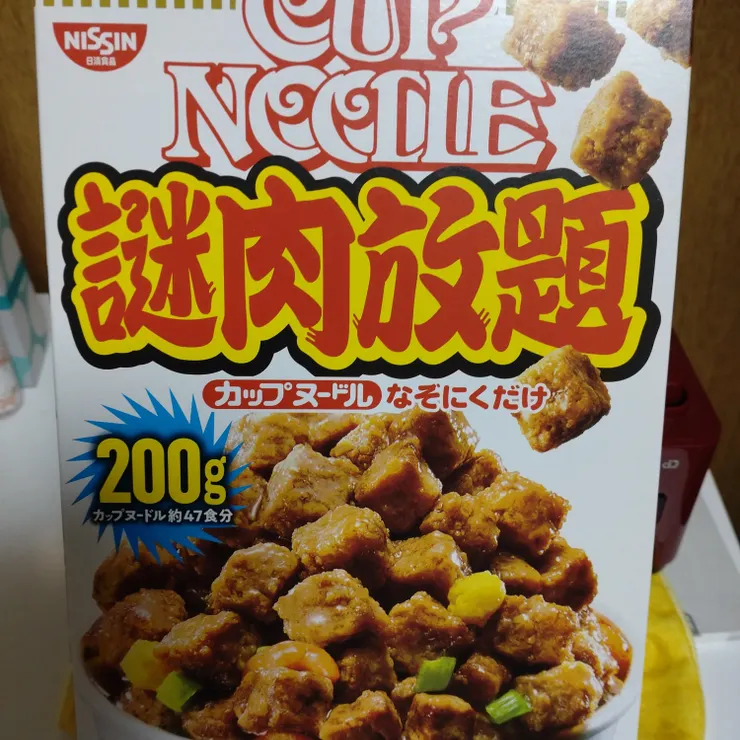 CUP
NISSIN
日清食品
NOODLE
謎肉放題
カップヌードル なぞにくだけ
200g
カップヌードル 約47食分